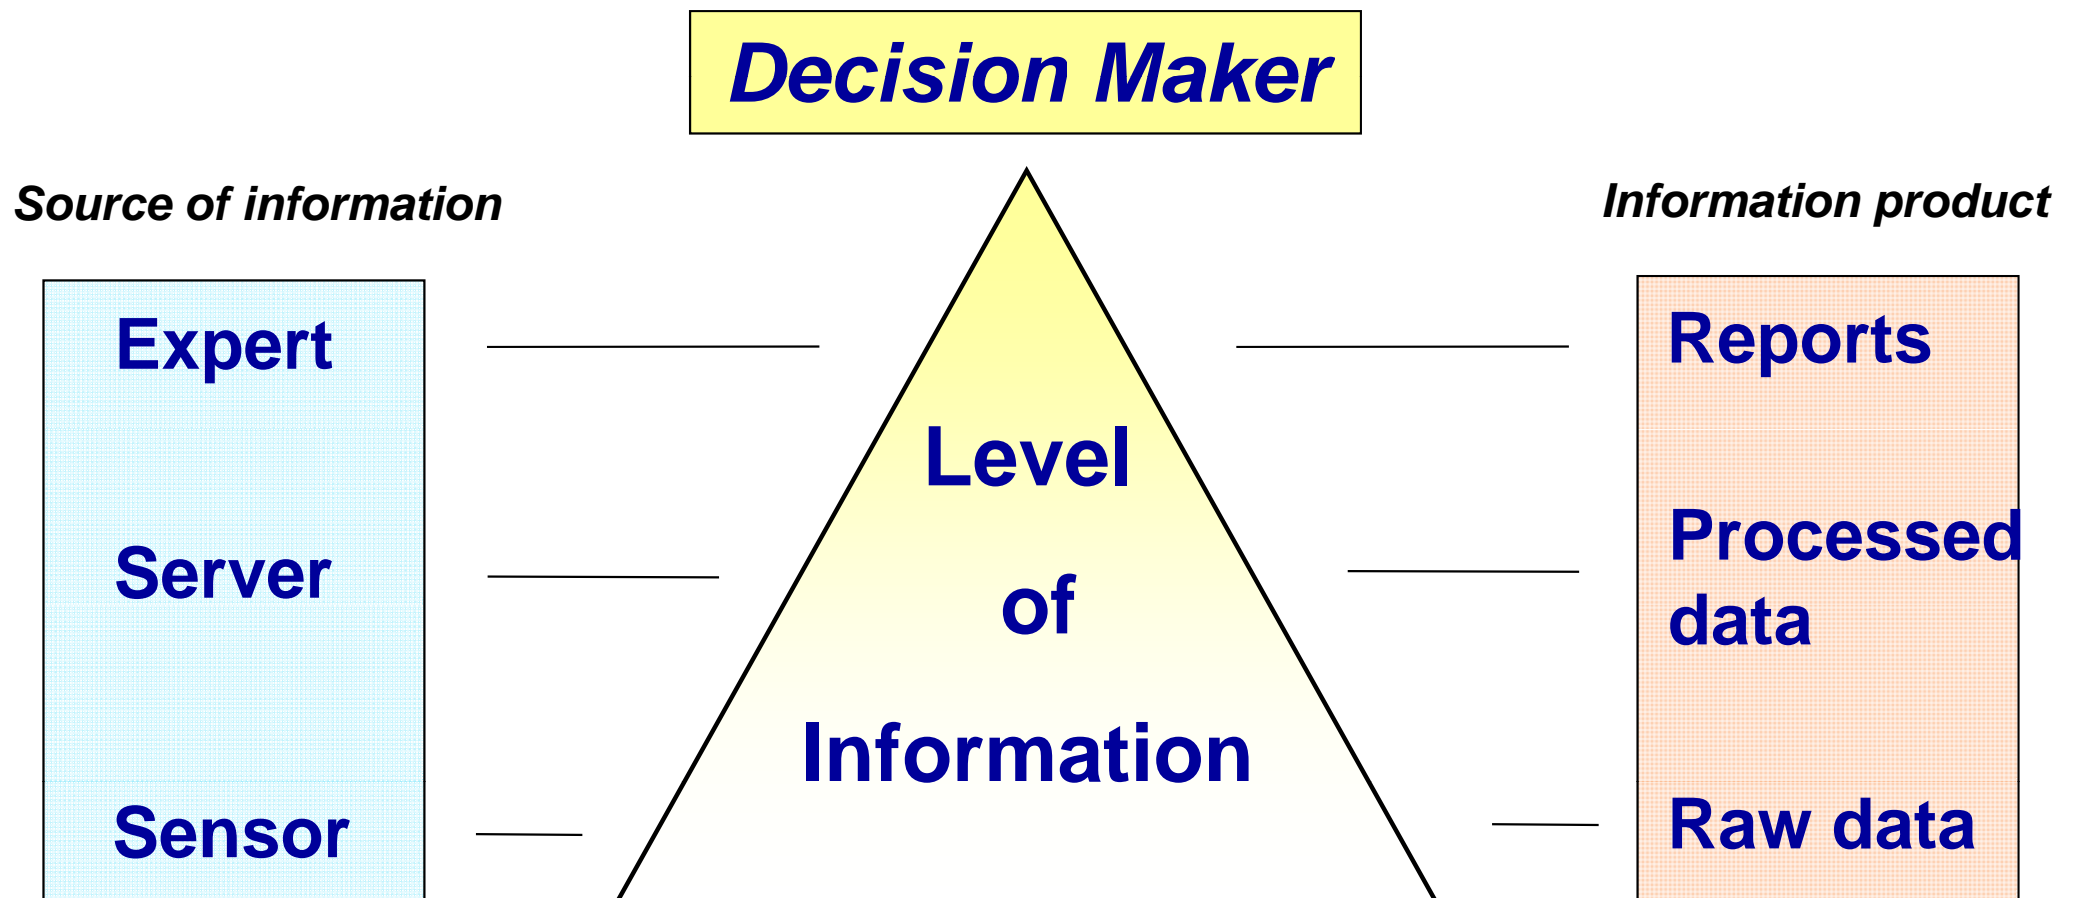 Decision Maker
Source of information
Information product
Expert
Reports
Level
Server
of
Processed
data
Information
Sensor
Raw data